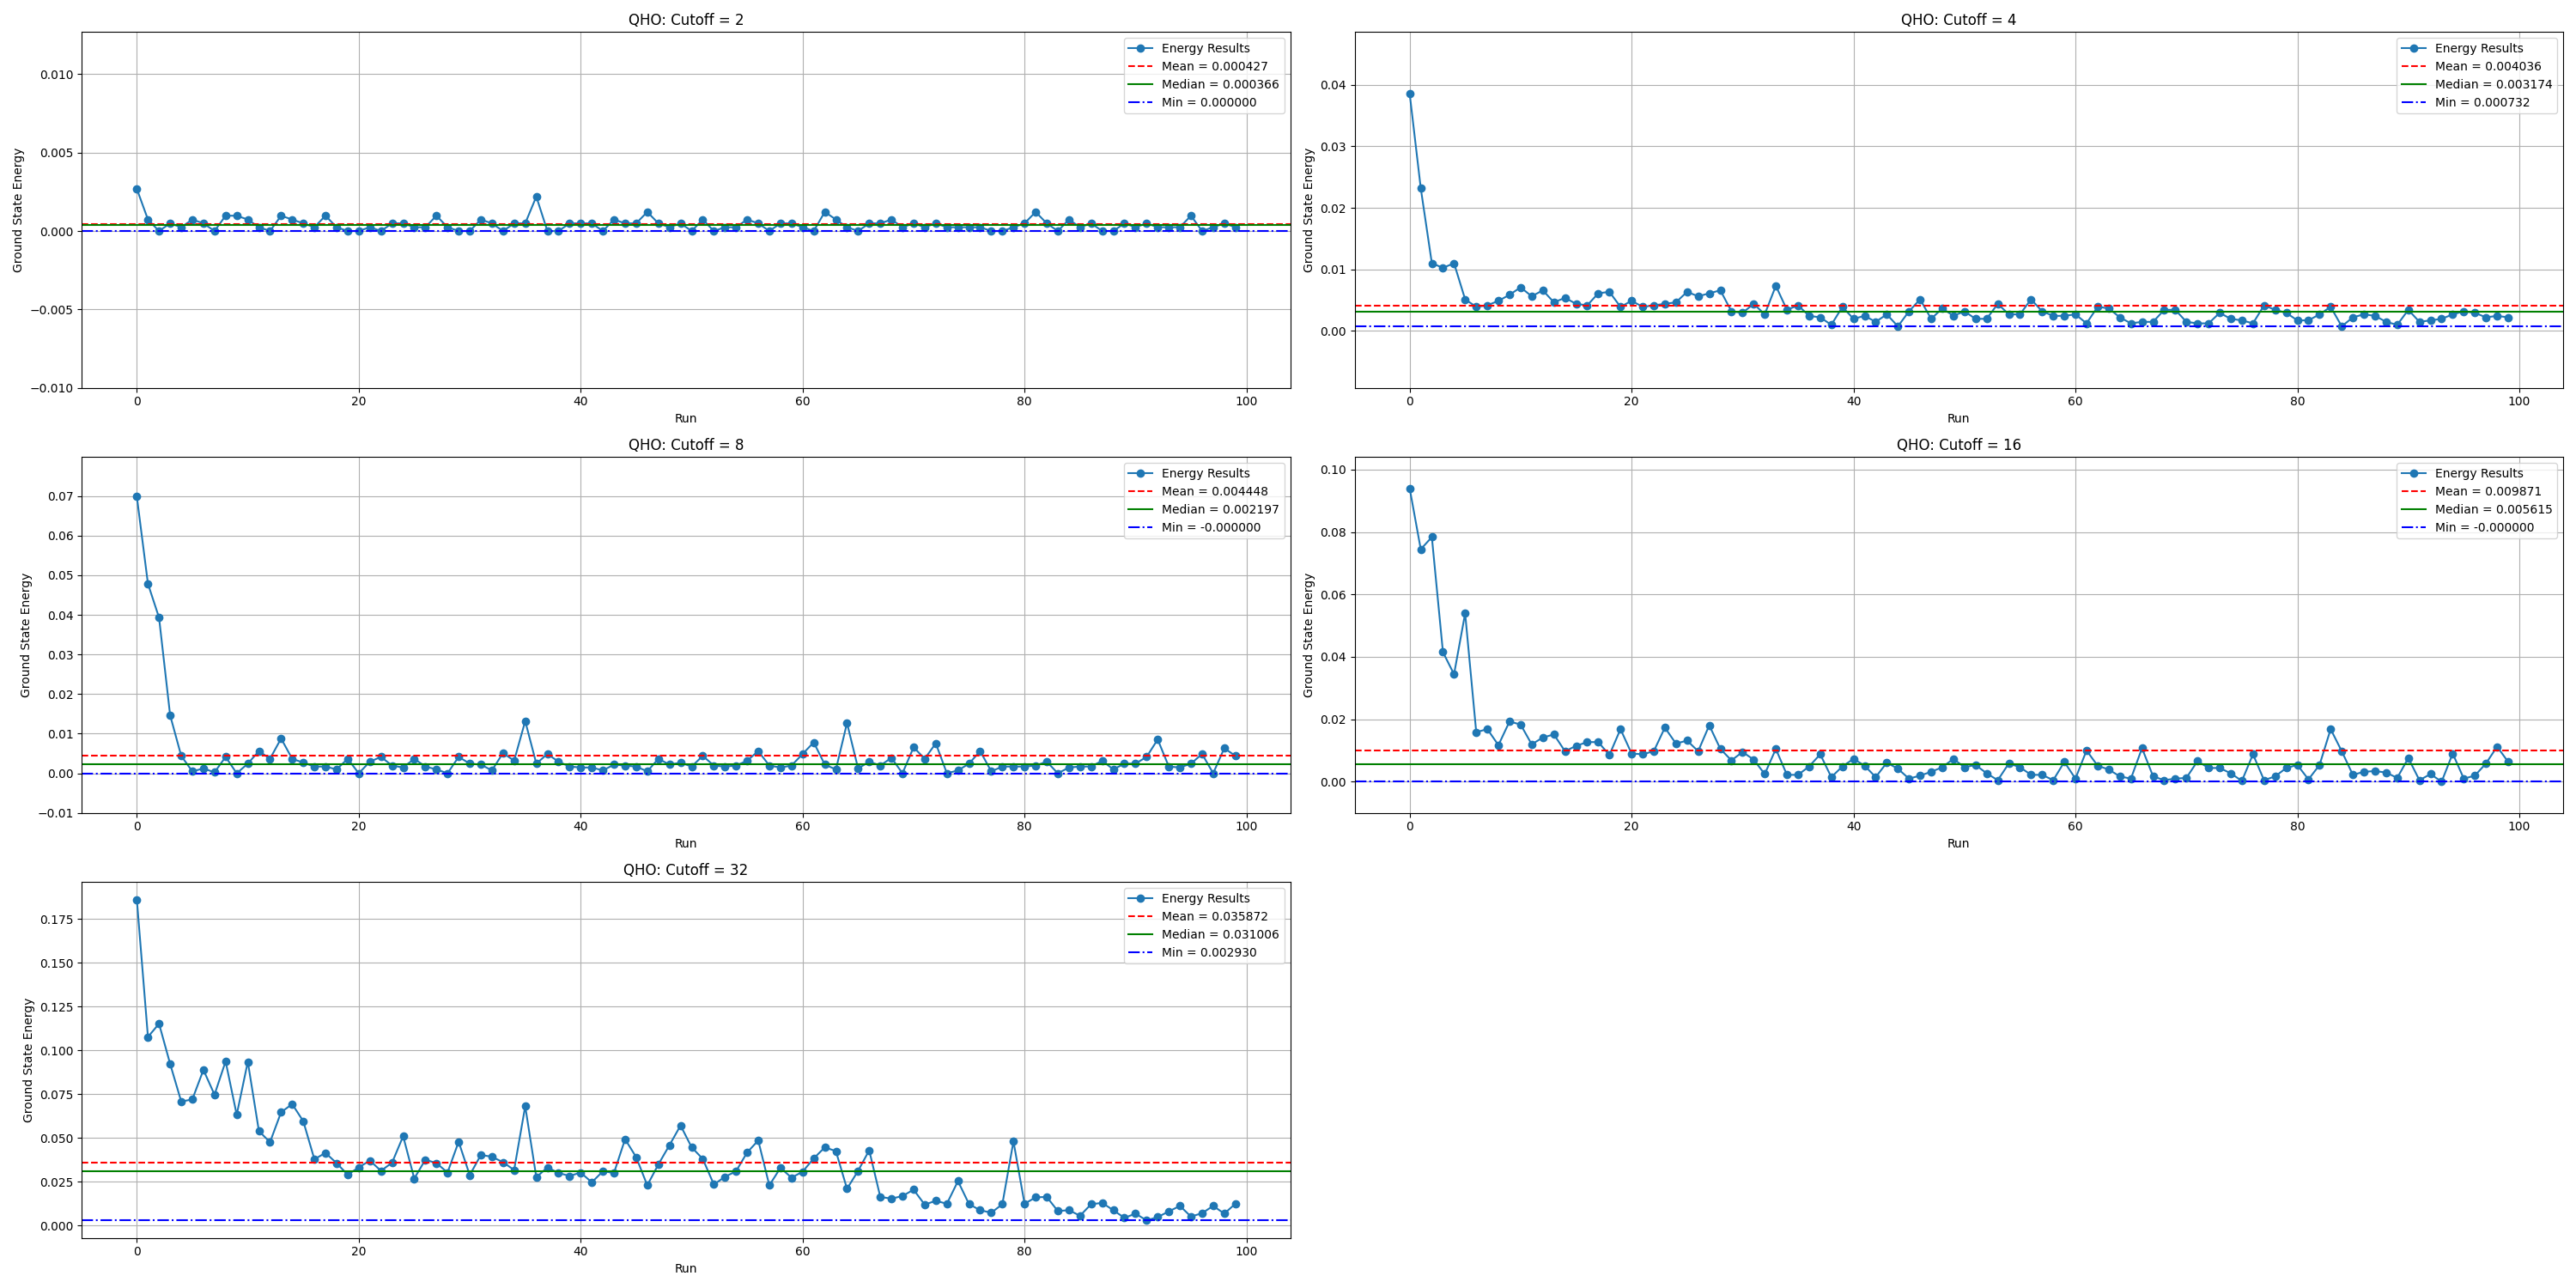 QHO: Cutoff = 2
Energy Results
Mean = 0.000427
Median = 0.000366
Min = 0.000000
Ground State Energy
0.010
0.005
0.000
−0.005
−0.010
0 20 40 60 80 100
Run
QHO: Cutoff = 4
Energy Results
Mean = 0.004036
Median = 0.003174
Min = 0.000732
Ground State Energy
0.04
0.03
0.02
0.01
0.00
0 20 40 60 80 100
Run
QHO: Cutoff = 8
Energy Results
Mean = 0.004448
Median = 0.002197
Min = -0.000000
Ground State Energy
0.07
0.06
0.05
0.04
0.03
0.02
0.01
0.00
−0.01
0 20 40 60 80 100
Run
QHO: Cutoff = 16
Energy Results
Mean = 0.009871
Median = 0.005615
Min = -0.000000
Ground State Energy
0.10
0.08
0.06
0.04
0.02
0.00
0 20 40 60 80 100
Run
QHO: Cutoff = 32
Energy Results
Mean = 0.035872
Median = 0.031006
Min = 0.002930
Ground State Energy
0.175
0.150
0.125
0.100
0.075
0.050
0.025
0.000
0 20 40 60 80 100
Run